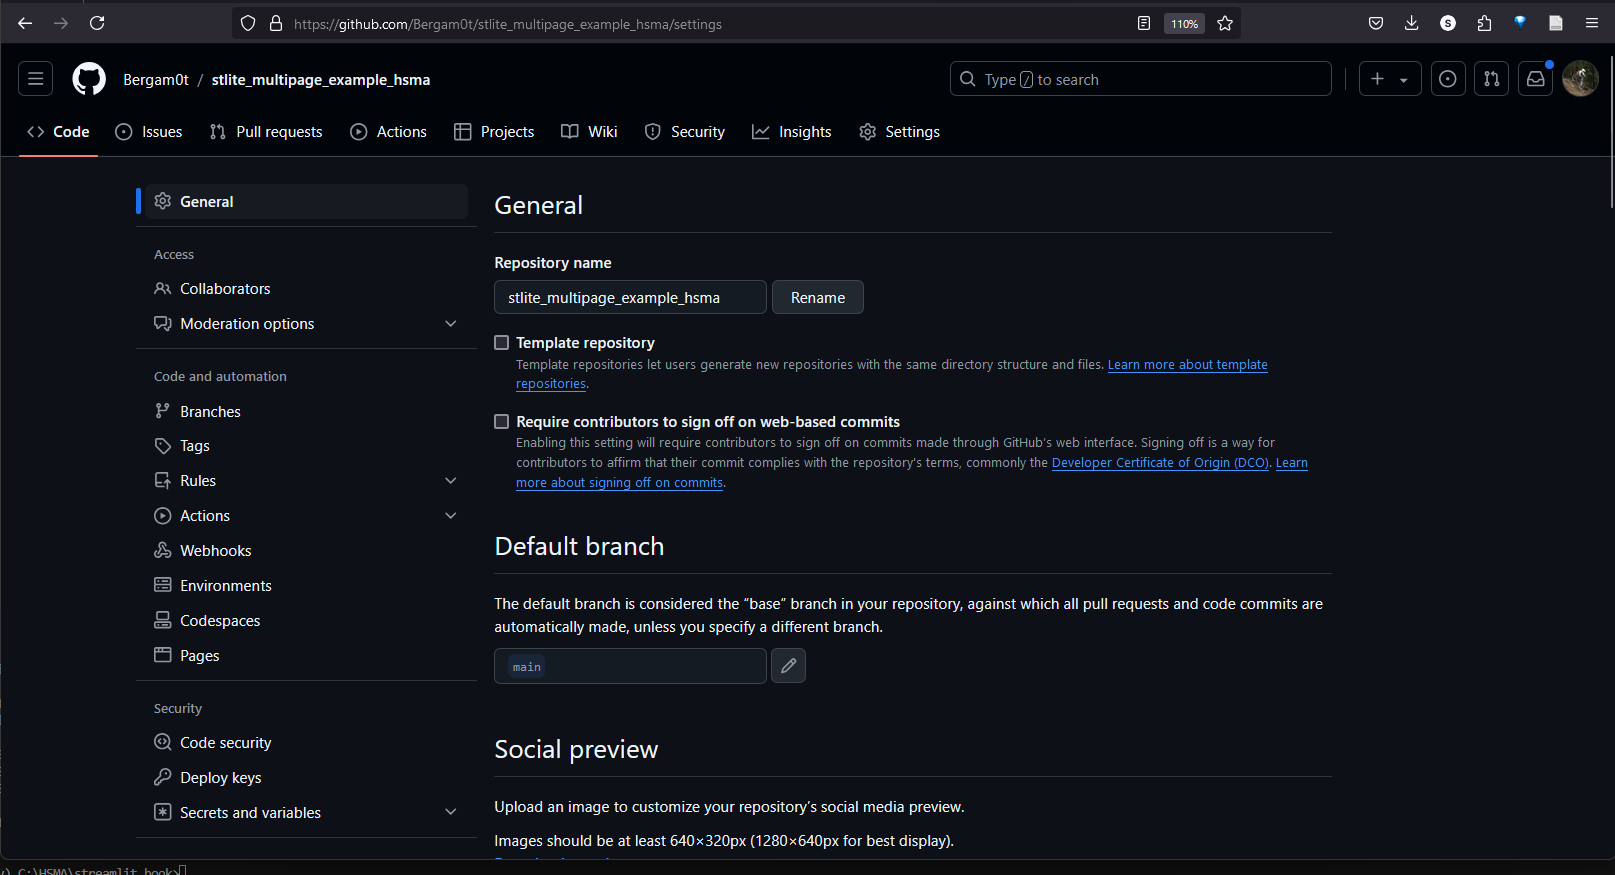 https://github.com/Bergam0t/stlite_multipage_example_hsma/settings
110%
S
Bergam0t / stlite_multipage_example_hsma
Type / to search
Code
Issues
Pull requests
Actions
Projects
Wiki
Security
Insights
Settings
General
Access
Collaborators
Moderation options
Code and automation
Branches
Tags
Rules
Actions
Webhooks
Environments
Codespaces
Pages
Security
Code security
Deploy keys
Secrets and variables
General
Repository name
stlite_multipage_example_hsma
Rename
Template repository
Template repositories let users generate new repositories with the same directory structure and files. Learn more about template
repositories.
Require contributors to sign off on web-based commits
Enabling this setting will require contributors to sign off on commits made through GitHub's web interface. Signing off is a way for
contributors to affirm that their commit complies with the repository's terms, commonly the Developer Certificate of Origin (DCO). Learn
more about signing off on commits.
Default branch
The default branch is considered the “base” branch in your repository, against which all pull requests and code commits are
automatically made, unless you specify a different branch.
main
Social preview
Upload an image to customize your repository’s social media preview.
Images should be at least 640×320px (1280×640px for best display).
C:\HSMA\streamlit_book>